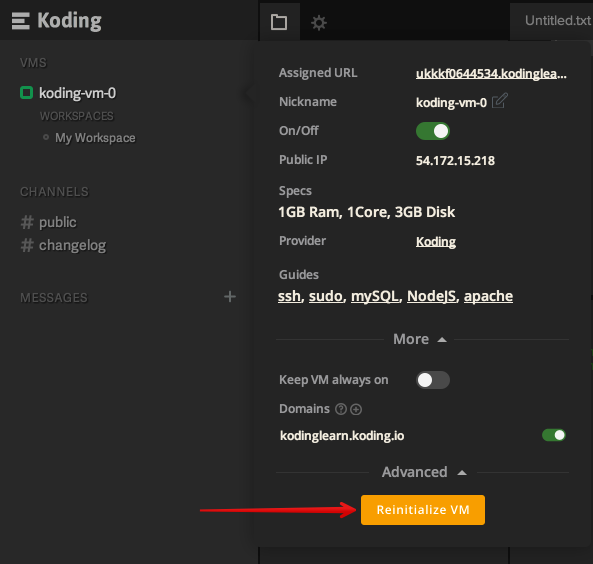 Koding
Untitled.txt
VMS
koding-vm-0
WORKSPACES
My Workspace
CHANNELS
# public
# changelog
MESSAGES +
Assigned URL ukkkf0644534.kodinglea...
Nickname koding-vm-0
On/Off
Public IP 54.172.15.218
Specs
1GB Ram, 1Core, 3GB Disk
Provider Koding
Guides
ssh, sudo, mySQL, NodeJS, apache
More
Keep VM always on
Domains
kodinglearn.koding.io
Advanced
Reinitialize VM